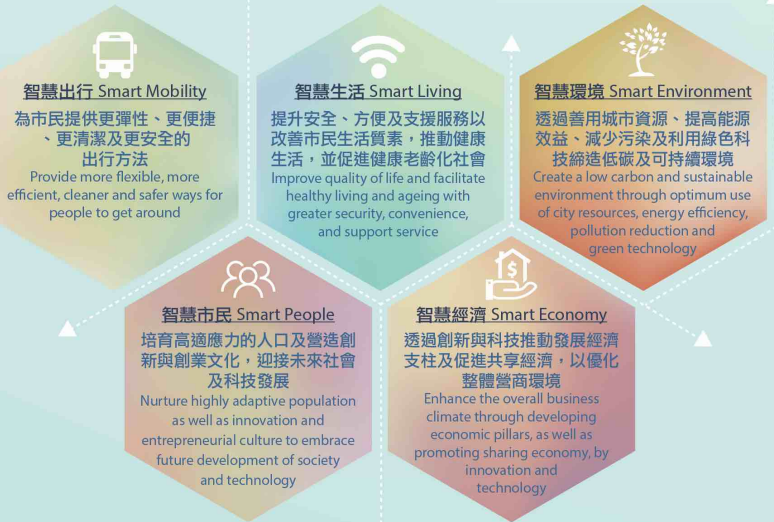 智慧出行 Smart Mobility
為市民提供更彈性、更便捷
、更清潔及更安全的
出行方法
Provide more flexible, more
efficient, cleaner and safer ways for
people to get around
智慧生活 Smart Living
提升安全、方便及支援服務以
改善市民生活質素，推動健康
生活，並促進健康老齡化社會
Improve quality of life and facilitate
healthy living and ageing with
greater security, convenience,
and support service
智慧環境 Smart Environment
透過善用城市資源、提高能源
效益、減少污染及利用綠色科
技締造低碳及可持續環境
Create a low carbon and sustainable
environment through optimum use
of city resources, energy efficiency,
pollution reduction and
green technology
智慧市民 Smart People
培育高適應力的人口及營造創
新與創業文化，迎接未來社會
及科技發展
Nurture highly adaptive population
as well as innovation and
entrepreneurial culture to embrace
future development of society
and technology
$
智慧經濟 Smart Economy
透過創新與科技推動發展經濟
支柱及促進共享經濟，以優化
整體營商環境
Enhance the overall business
climate through developing
economic pillars, as well as
promoting sharing economy, by
innovation and
technology